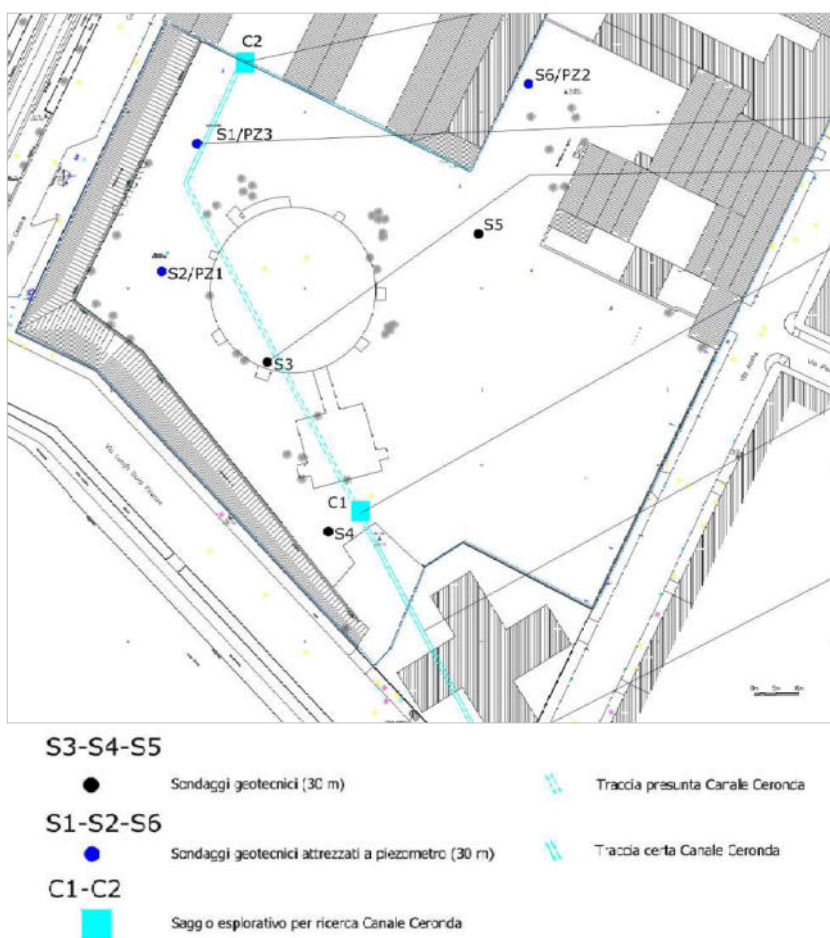 C2
S6/PZ2
S1/PZ3
S5
S2/PZ1
S3
C1
S4
S3-S4-S5
Sondaggi geotecnici (30 m)
Traccia presunta Canale Ceronda
S1-S2-S6
Sondaggi geotecnici attrezzati a piezometro (30 m)
Traccia certa Canale Ceronda
C1-C2
Saggio esplorativo per ricerca Canale Ceronda